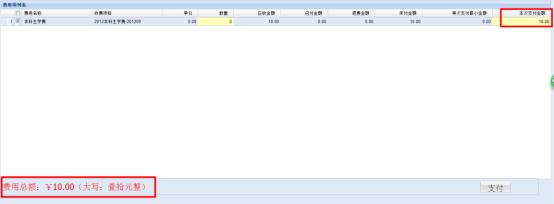 费用明细表
费用名称 收费项目 单价 数量 应收金额 已付金额 退费金额 未付金额 单次支付最小金额 本次支付金额
1 本科生学费 2012本科生学费-201209 0.00 0 10.00 0.00 0.00 10.00 0.00 10.00
费用总额：￥10.00（大写：壹拾元整）
支付